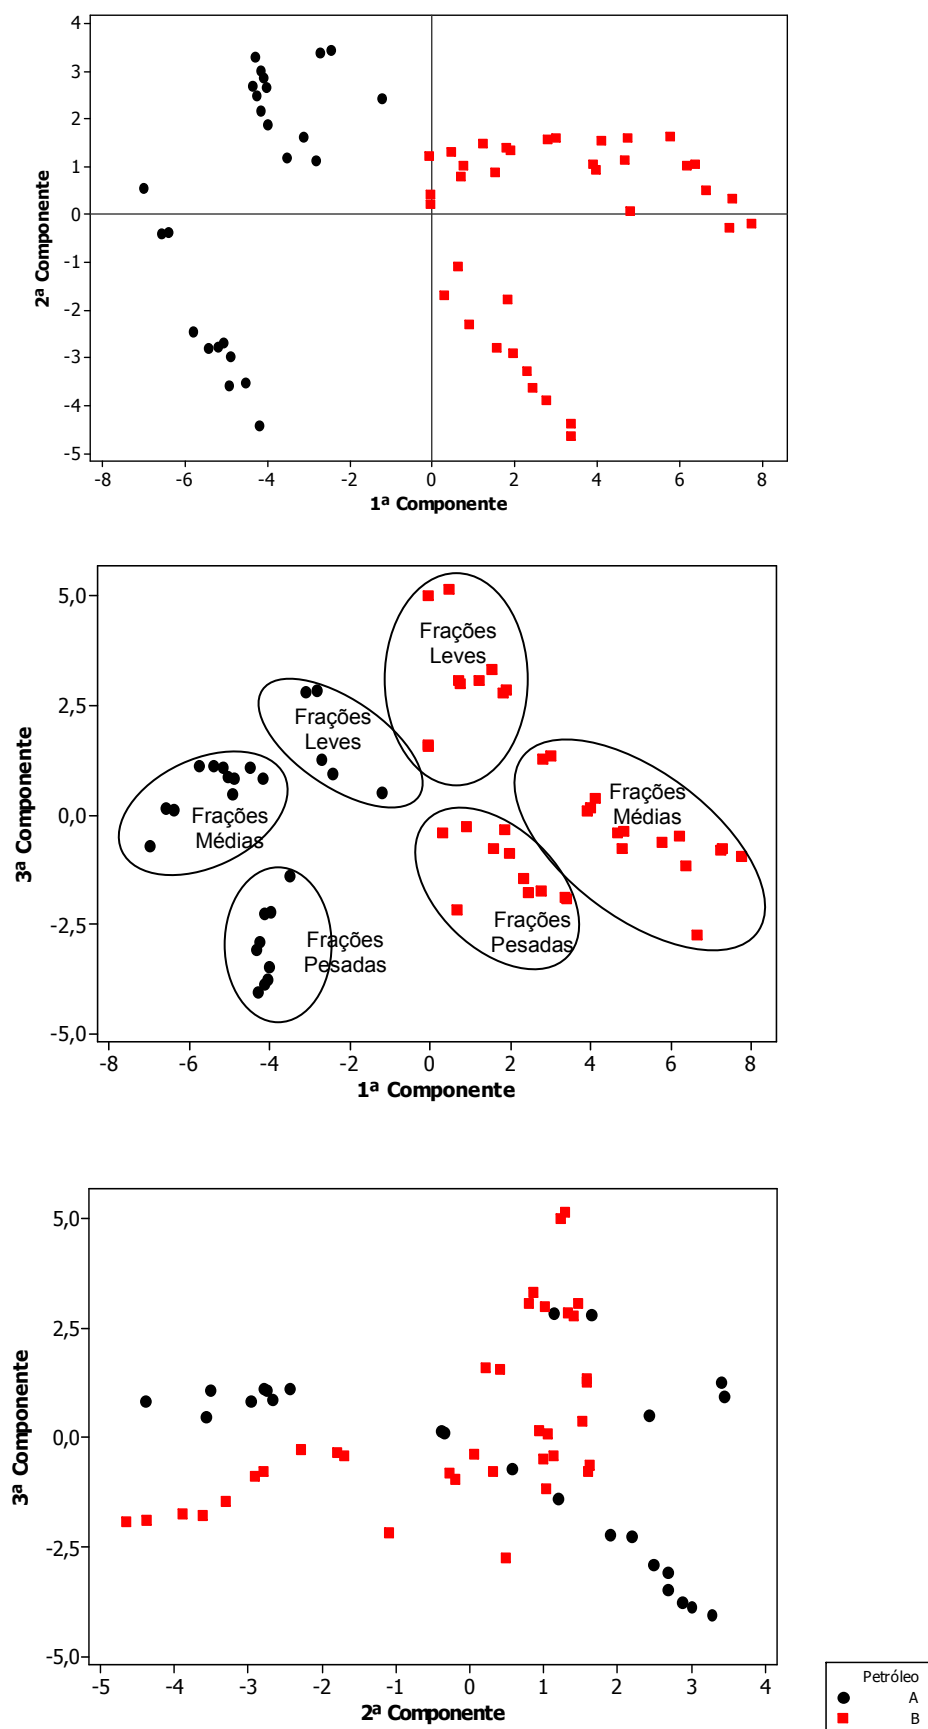 4
3
2
1
0
-1
-2
-3
-4
-5
2ª Componente
-8 -6 -4 -2 0 2 4 6 8
1ª Componente
5,0
2,5
0,0
-2,5
-5,0
3ª Componente
Frações
Leves
Frações
Leves
Frações
Médias
Frações
Médias
Frações
Pesadas
Frações
Pesadas
-8 -6 -4 -2 0 2 4 6 8
1ª Componente
5,0
2,5
0,0
-2,5
-5,0
3ª Componente
-5 -4 -3 -2 -1 0 1 2 3 4
2ª Componente
Petróleo
A
B